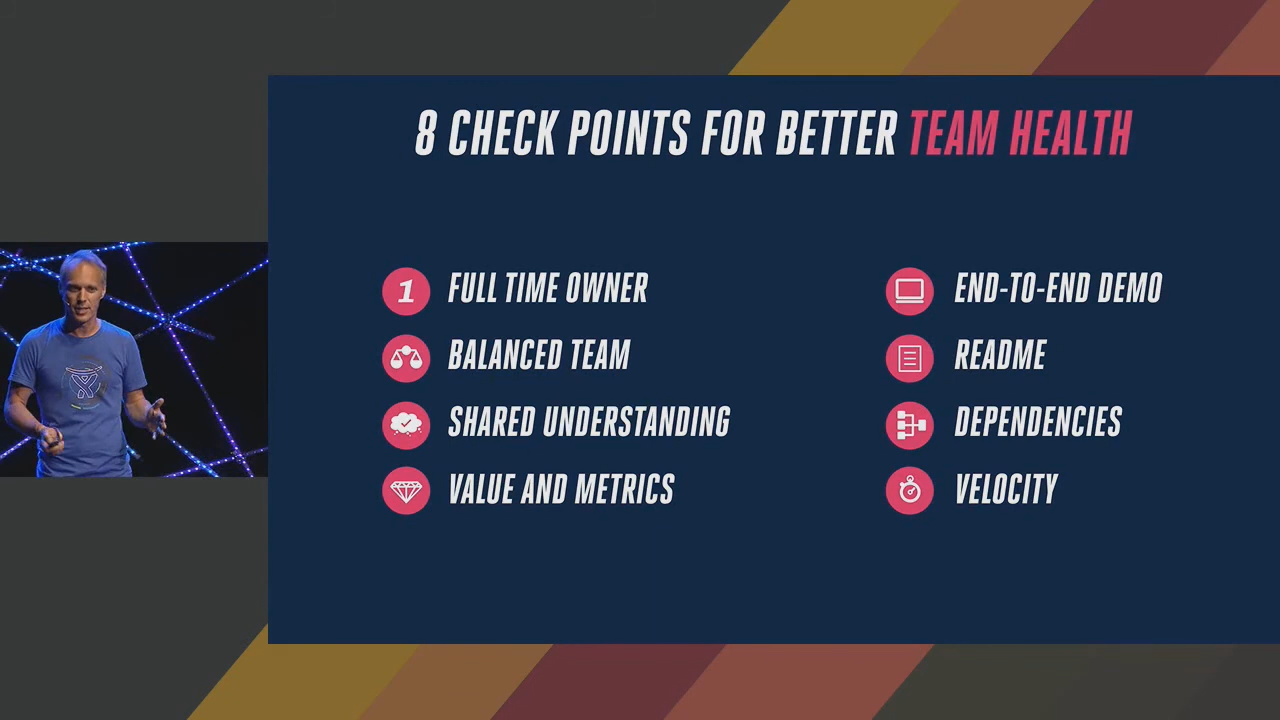 8 CHECK POINTS FOR BETTER TEAM HEALTH
1 FULL TIME OWNER
BALANCED TEAM
SHARED UNDERSTANDING
VALUE AND METRICS
END-TO-END DEMO
README
DEPENDENCIES
VELOCITY